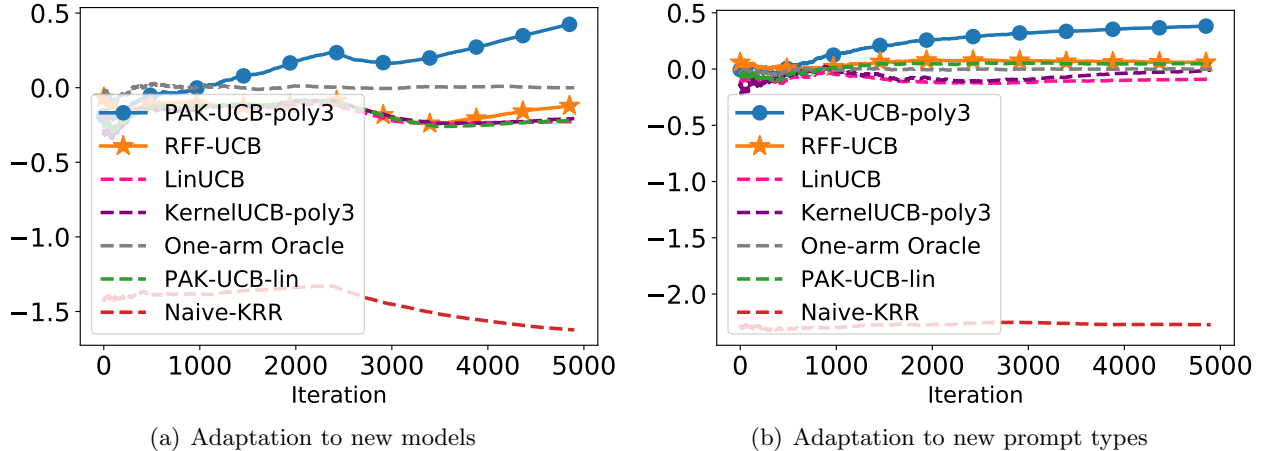 0.5
0.0
−0.5
−1.0
−1.5
PAK-UCB-poly3
RFF-UCB
LinUCB
KernelUCB-poly3
One-arm Oracle
PAK-UCB-lin
Naive-KRR
0 1000 2000 3000 4000 5000
Iteration
(a) Adaptation to new models
0.5
0.0
−0.5
−1.0
−1.5
−2.0
PAK-UCB-poly3
RFF-UCB
LinUCB
KernelUCB-poly3
One-arm Oracle
PAK-UCB-lin
Naive-KRR
0 1000 2000 3000 4000 5000
Iteration
(b) Adaptation to new prompt types